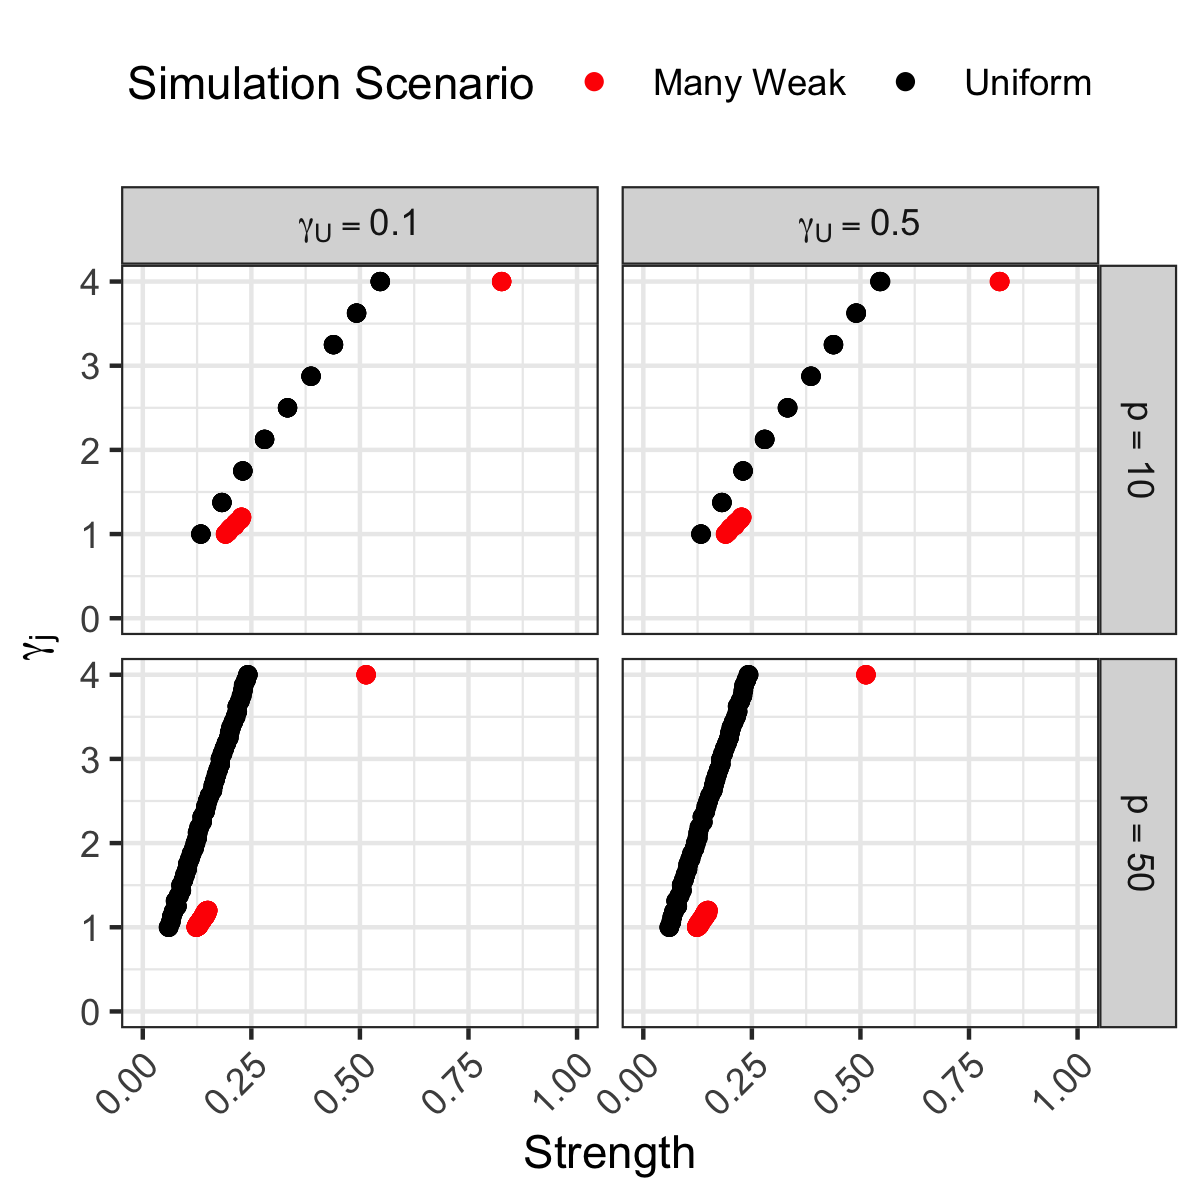 Simulation Scenario Many Weak Uniform
γU = 0.1 γU = 0.5
4
3
2
1
0
p = 10
γj
4
3
2
1
0
p = 50
0.00 0.25 0.50 0.75 1.00 0.00 0.25 0.50 0.75 1.00
Strength